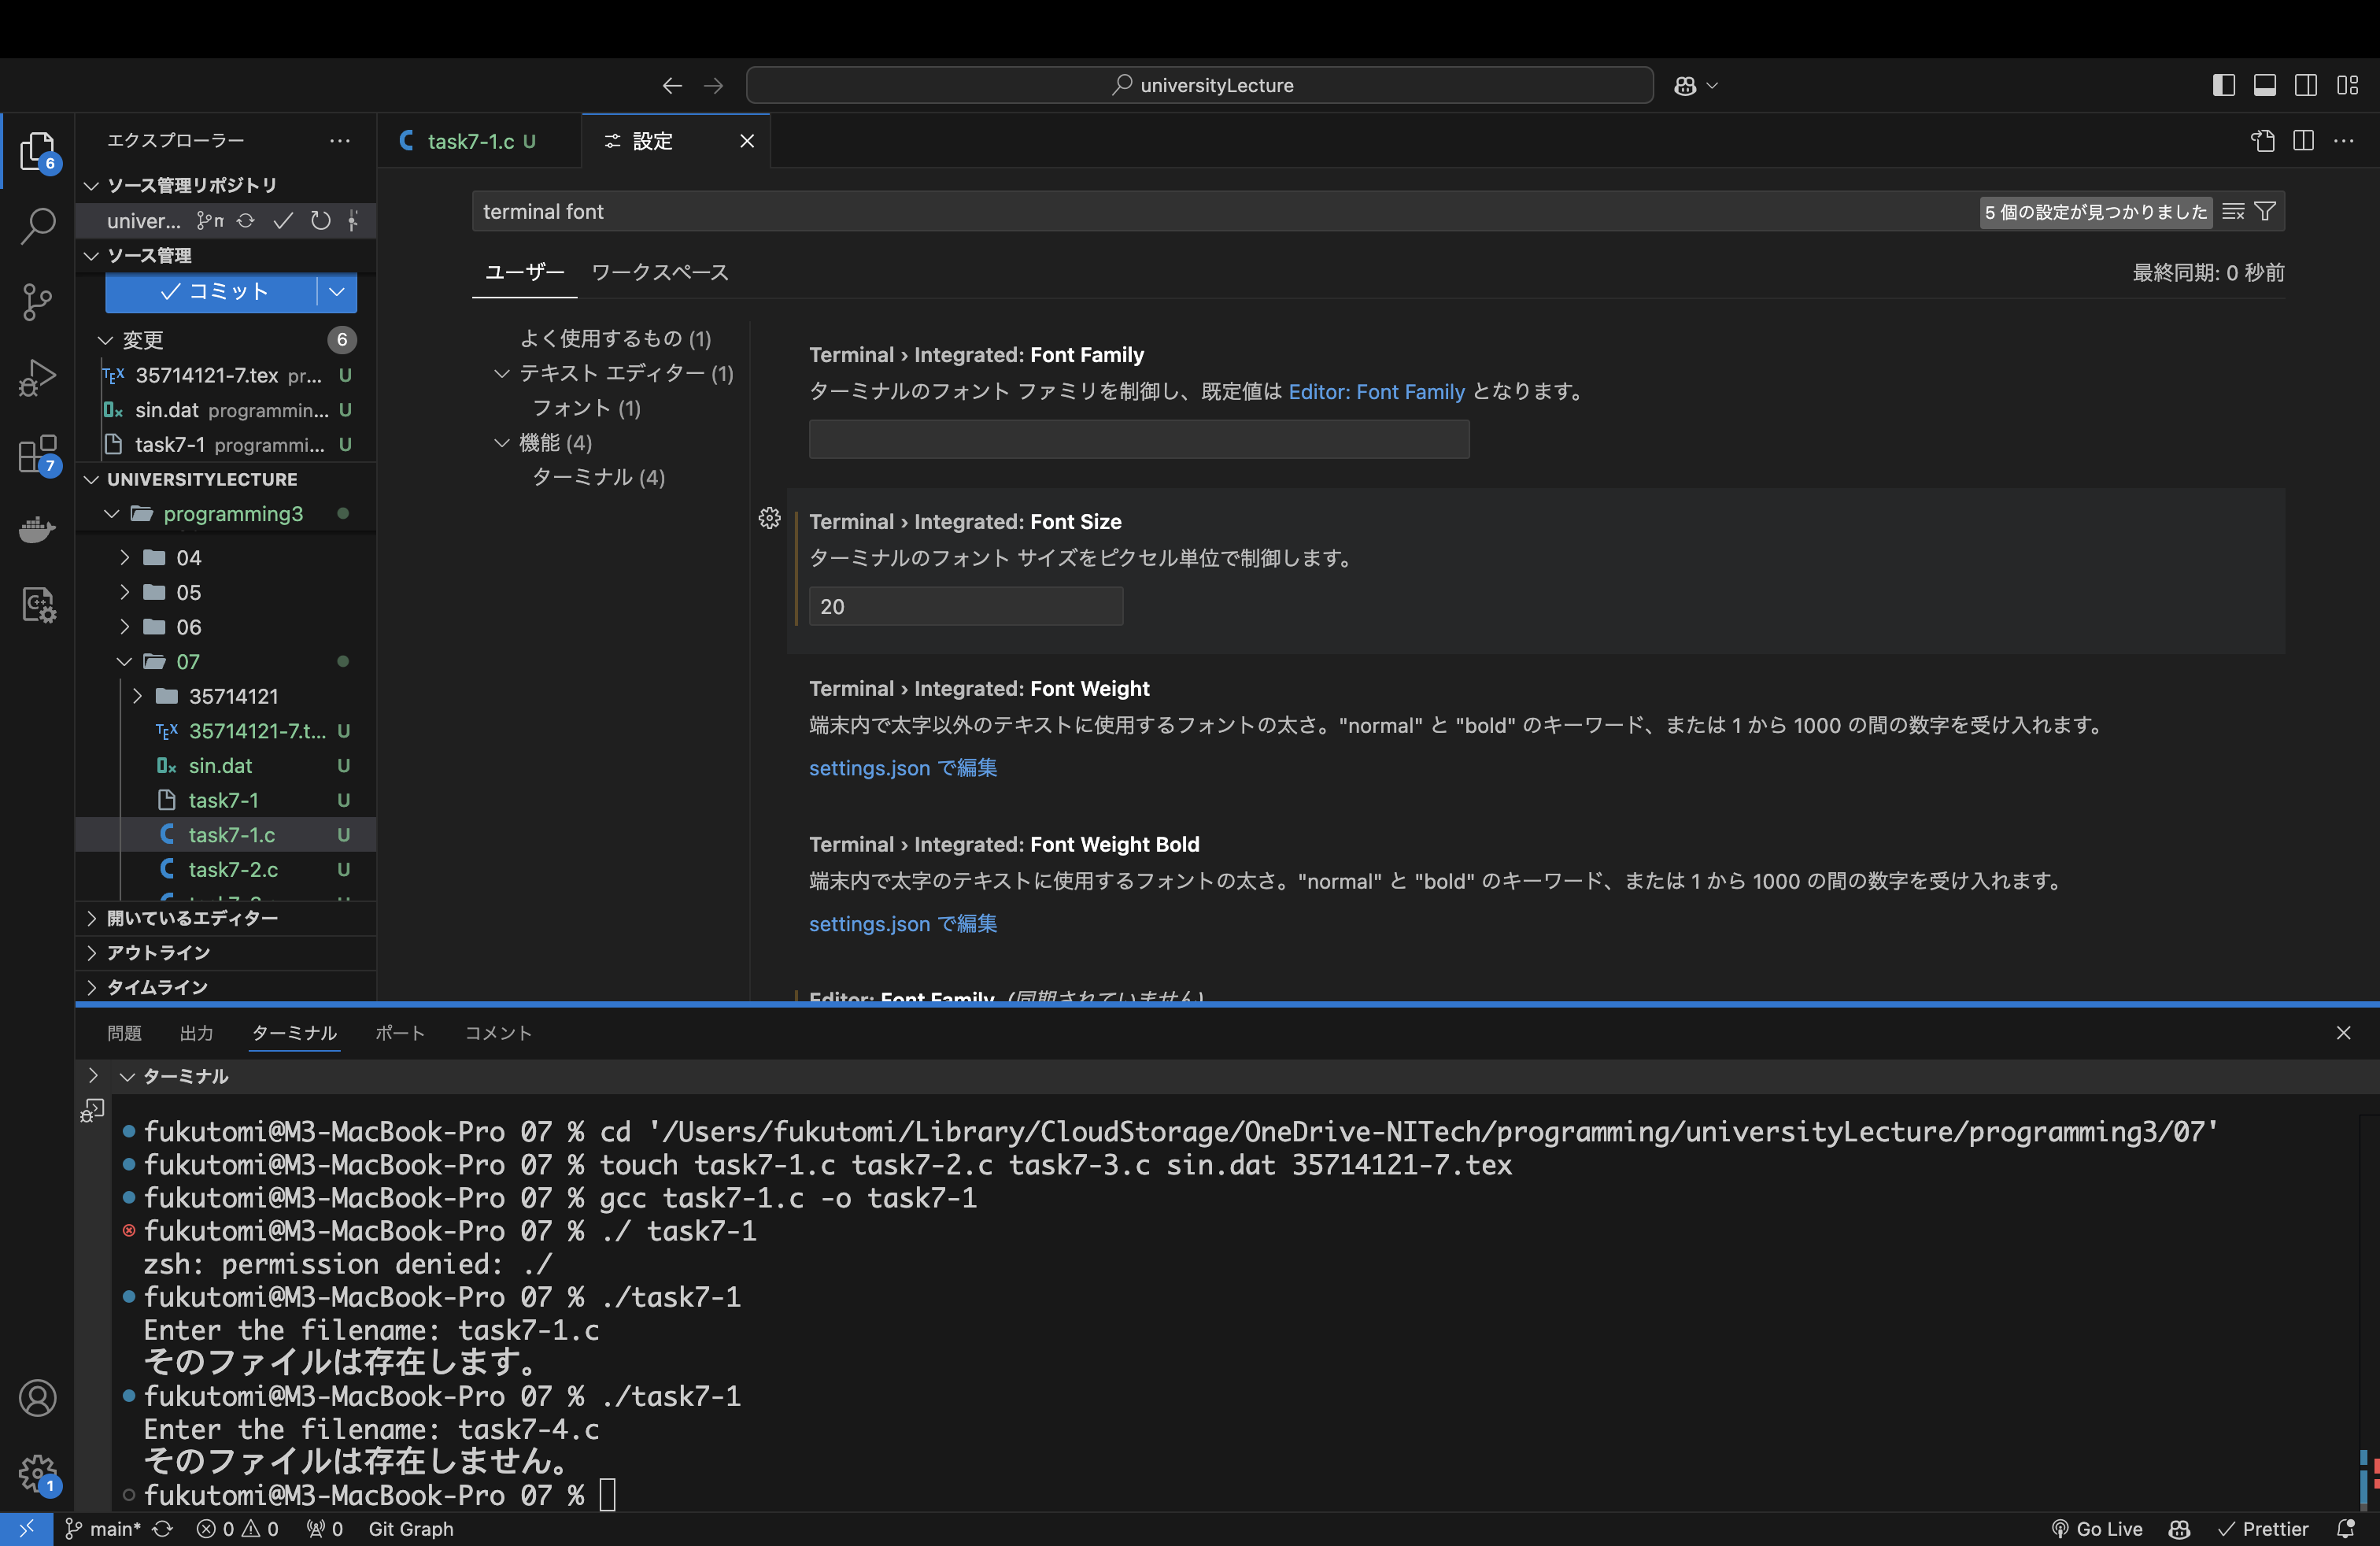 universityLecture
エクスプローラー
task7-1.c U
設定
ソース管理リポジトリ
univer...
ソース管理
コミット
変更
6
35714121-7.tex pr... U
sin.dat programmin... U
task7-1 programmi... U
UNIVERSITYLECTURE
programming3
04
05
06
07
35714121
35714121-7.t... U
sin.dat U
task7-1 U
task7-1.c U
task7-2.c U
開いているエディター
アウトライン
タイムライン
6
7
1
terminal font
5 個の設定が見つかりました
ユーザー
ワークスペース
最終同期: 0 秒前
よく使用するもの (1)
テキスト エディター (1)
フォント (1)
機能 (4)
ターミナル (4)
Terminal › Integrated: Font Family
ターミナルのフォント ファミリを制御し、既定値は Editor: Font Family となります。
Terminal › Integrated: Font Size
ターミナルのフォント サイズをピクセル単位で制御します。
20
Terminal › Integrated: Font Weight
端末内で太字以外のテキストに使用するフォントの太さ。"normal" と "bold" のキーワード、または 1 から 1000 の間の数字を受け入れます。
settings.json で編集
Terminal › Integrated: Font Weight Bold
端末内で太字のテキストに使用するフォントの太さ。"normal" と "bold" のキーワード、または 1 から 1000 の間の数字を受け入れます。
settings.json で編集
Editor: Font Family (同期されていません)
問題
出力
ターミナル
ポート
コメント
ターミナル
fukutomi@M3-MacBook-Pro 07 % cd '/Users/fukutomi/Library/CloudStorage/OneDrive-NITech/programming/universityLecture/programming3/07'
fukutomi@M3-MacBook-Pro 07 % touch task7-1.c task7-2.c task7-3.c sin.dat 35714121-7.tex
fukutomi@M3-MacBook-Pro 07 % gcc task7-1.c -o task7-1
fukutomi@M3-MacBook-Pro 07 % ./ task7-1
zsh: permission denied: ./
fukutomi@M3-MacBook-Pro 07 % ./task7-1
Enter the filename: task7-1.c
そのファイルは存在します。
fukutomi@M3-MacBook-Pro 07 % ./task7-1
Enter the filename: task7-4.c
そのファイルは存在しません。
fukutomi@M3-MacBook-Pro 07 %
main*
0
0
0
Git Graph
Go Live
Prettier